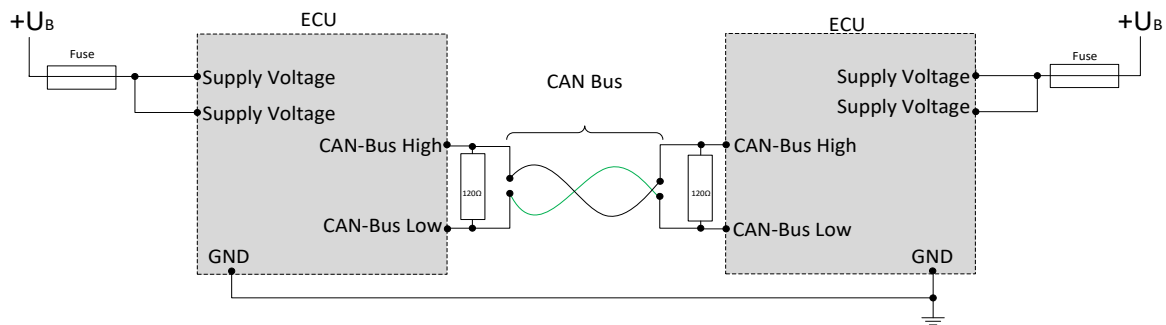 +UB
ECU
Fuse
Supply Voltage
Supply Voltage
CAN-Bus High
120Ω
CAN-Bus Low
GND
CAN Bus
ECU
+UB
Fuse
Supply Voltage
Supply Voltage
CAN-Bus High
120Ω
CAN-Bus Low
GND